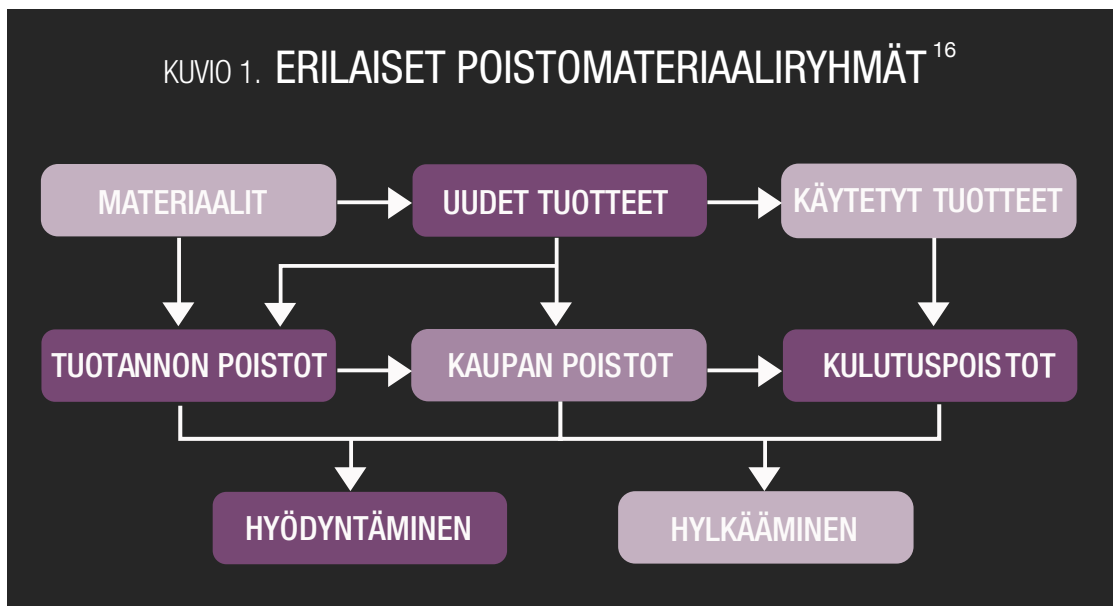 KUVIO 1. ERILAISET POISTOMATERIAALIRYHMÄT 16
MATERIAALIT
UUDET TUOTTEET
KÄYTETYT TUOTTEET
TUOTANNON POISTOT
KAUPAN POISTOT
KULUTUSPOISTOT
HYÖDYNTÄMINEN
HYLKÄÄMINEN